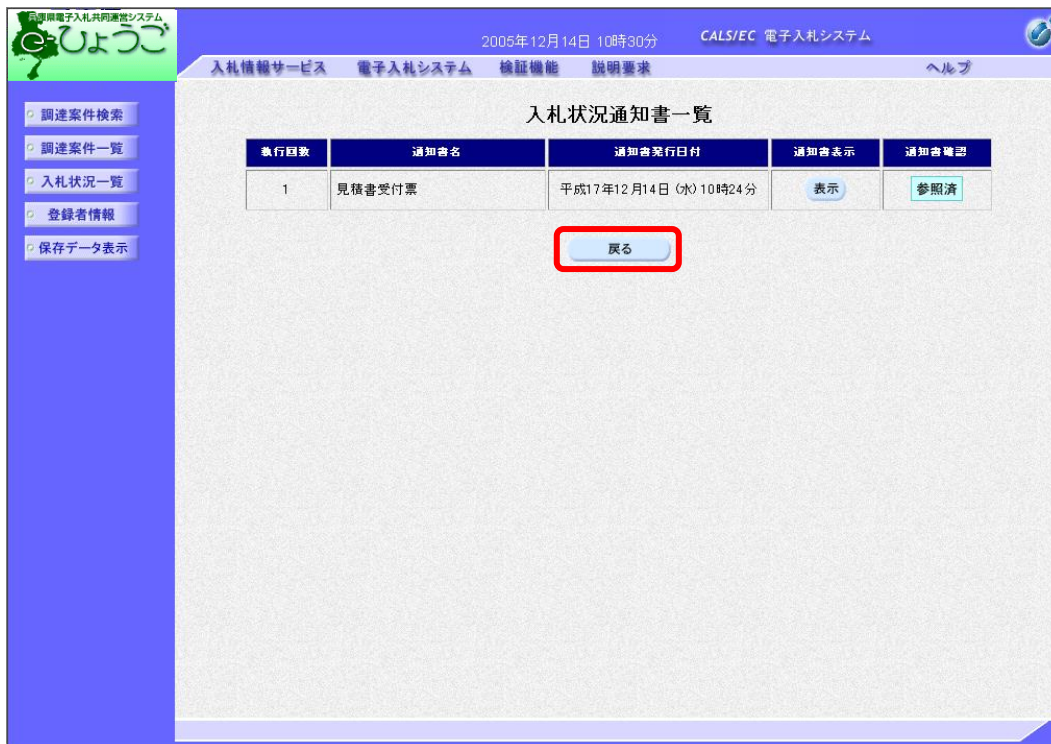 兵庫県電子入札共同運営システム
eひょうご
2005年12月14日 10時30分
CALS/EC 電子入札システム
入札情報サービス 電子入札システム 検証機能 説明要求 ヘルプ
調達案件検索
調達案件一覧
入札状況一覧
登録者情報
保存データ表示
入札状況通知書一覧
執行回数 通知書名 通知書発行日付 通知書表示 通知書確認
1 見積書受付票 平成17年12月14日 (水) 10時24分 表示 参照済
戻る